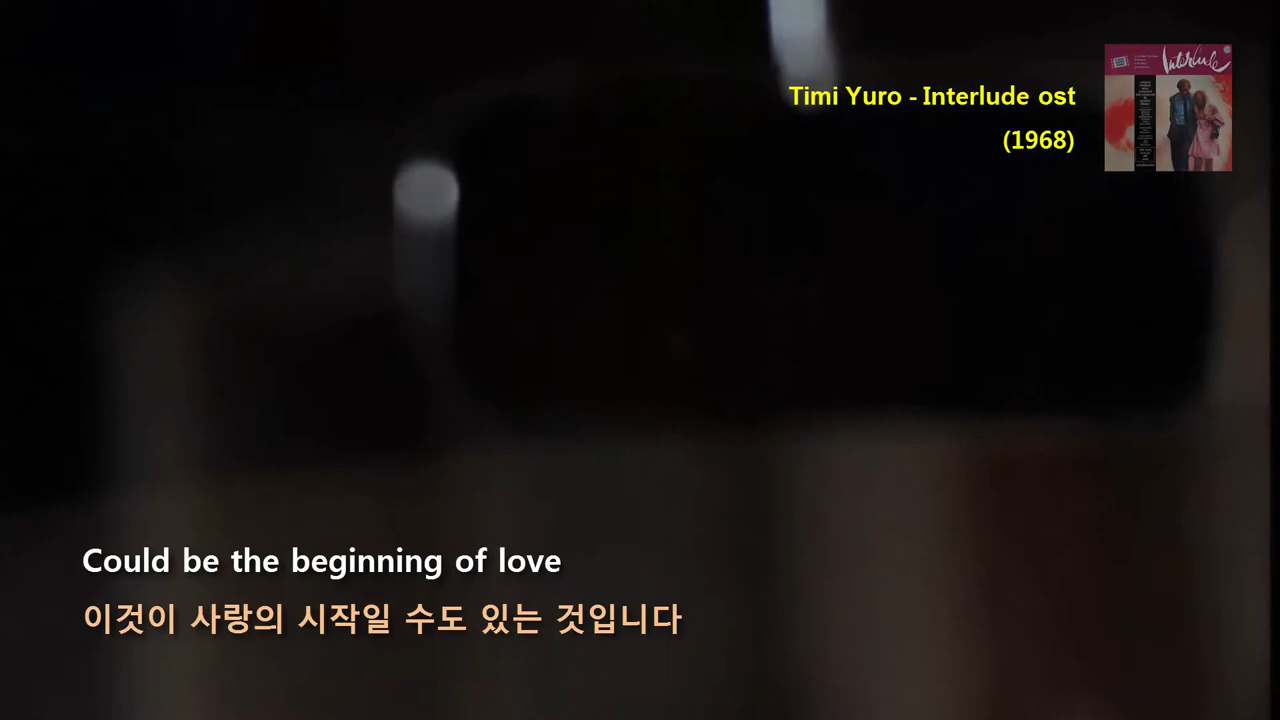 Timi Yuro - Interlude ost
(1968)
Interlude
Could be the beginning of love
이것이 사랑의 시작일 수도 있는 것입니다